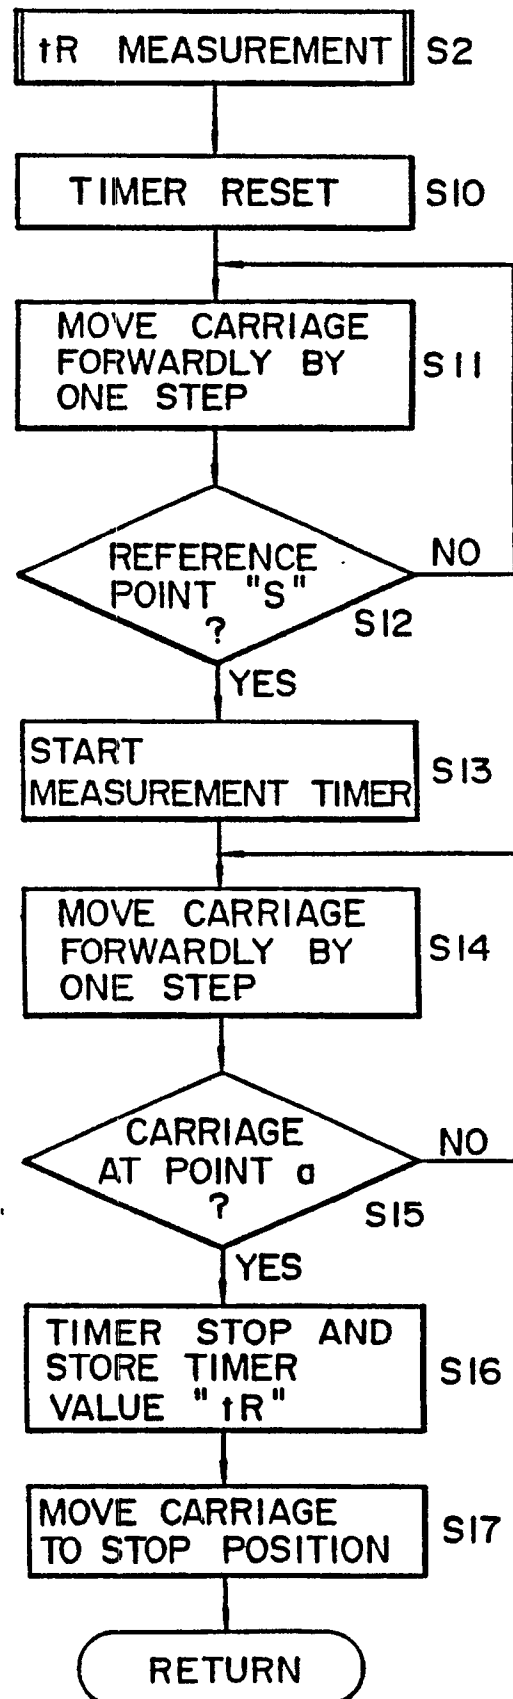 tR MEASUREMENT S2
TIMER RESET S10
MOVE CARRIAGE
FORWARDLY BY S11
ONE STEP
REFERENCE NO
POINT "S"
? S12
YES
START
MEASUREMENT TIMER S13
MOVE CARRIAGE
FORWARDLY BY S14
ONE STEP
CARRIAGE NO
AT POINT a
? S15
YES
TIMER STOP AND
STORE TIMER S16
VALUE "tR"
MOVE CARRIAGE S17
TO STOP POSITION
RETURN